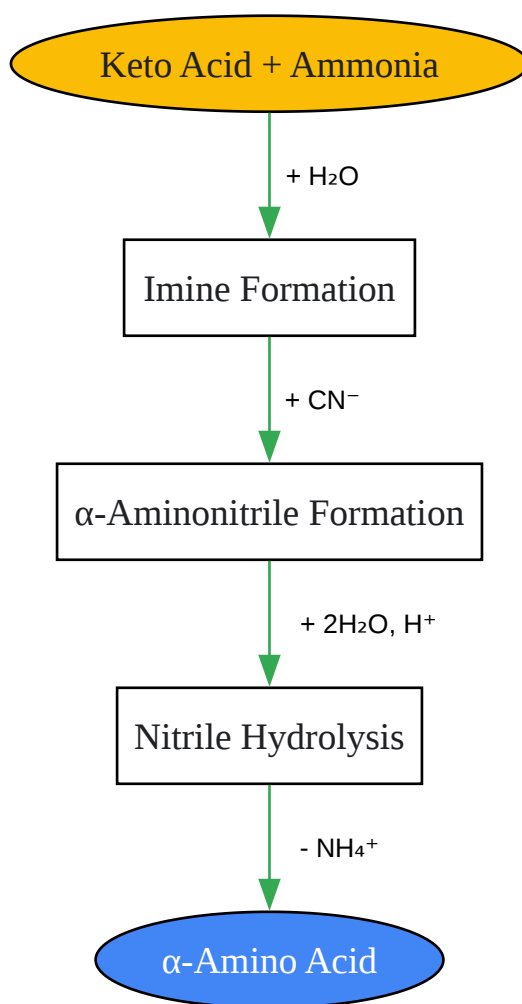 Keto Acid + Ammonia
+ H₂O
Imine Formation
+ CN⁻
α-Aminonitrile Formation
+ 2H₂O, H⁺
Nitrile Hydrolysis
- NH₄⁺
α-Amino Acid